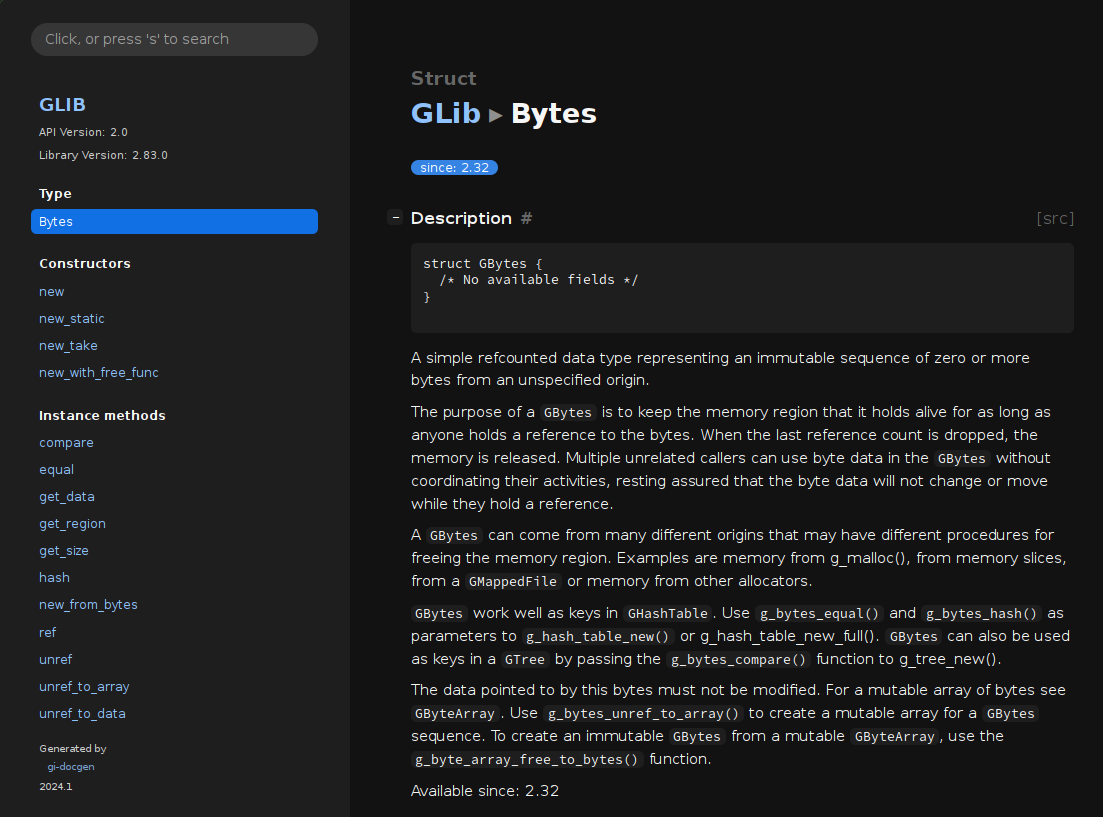 Click, or press 's' to search
GLIB
API Version: 2.0
Library Version: 2.83.0
Type
Bytes
Constructors
new
new_static
new_take
new_with_free_func
Instance methods
compare
equal
get_data
get_region
get_size
hash
new_from_bytes
ref
unref
unref_to_array
unref_to_data
Generated by
gi-docgen
2024.1
Struct
GLib ▸ Bytes
since: 2.32
− Description # [src]
struct GBytes {
  /* No available fields */
}
A simple refcounted data type representing an immutable sequence of zero or more
bytes from an unspecified origin.
The purpose of a GBytes is to keep the memory region that it holds alive for as long as
anyone holds a reference to the bytes. When the last reference count is dropped, the
memory is released. Multiple unrelated callers can use byte data in the GBytes without
coordinating their activities, resting assured that the byte data will not change or move
while they hold a reference.
A GBytes can come from many different origins that may have different procedures for
freeing the memory region. Examples are memory from g_malloc(), from memory slices,
from a GMappedFile or memory from other allocators.
GBytes work well as keys in GHashTable. Use g_bytes_equal() and g_bytes_hash() as
parameters to g_hash_table_new() or g_hash_table_new_full(). GBytes can also be used
as keys in a GTree by passing the g_bytes_compare() function to g_tree_new().
The data pointed to by this bytes must not be modified. For a mutable array of bytes see
GByteArray. Use g_bytes_unref_to_array() to create a mutable array for a GBytes
sequence. To create an immutable GBytes from a mutable GByteArray, use the
g_byte_array_free_to_bytes() function.
Available since: 2.32